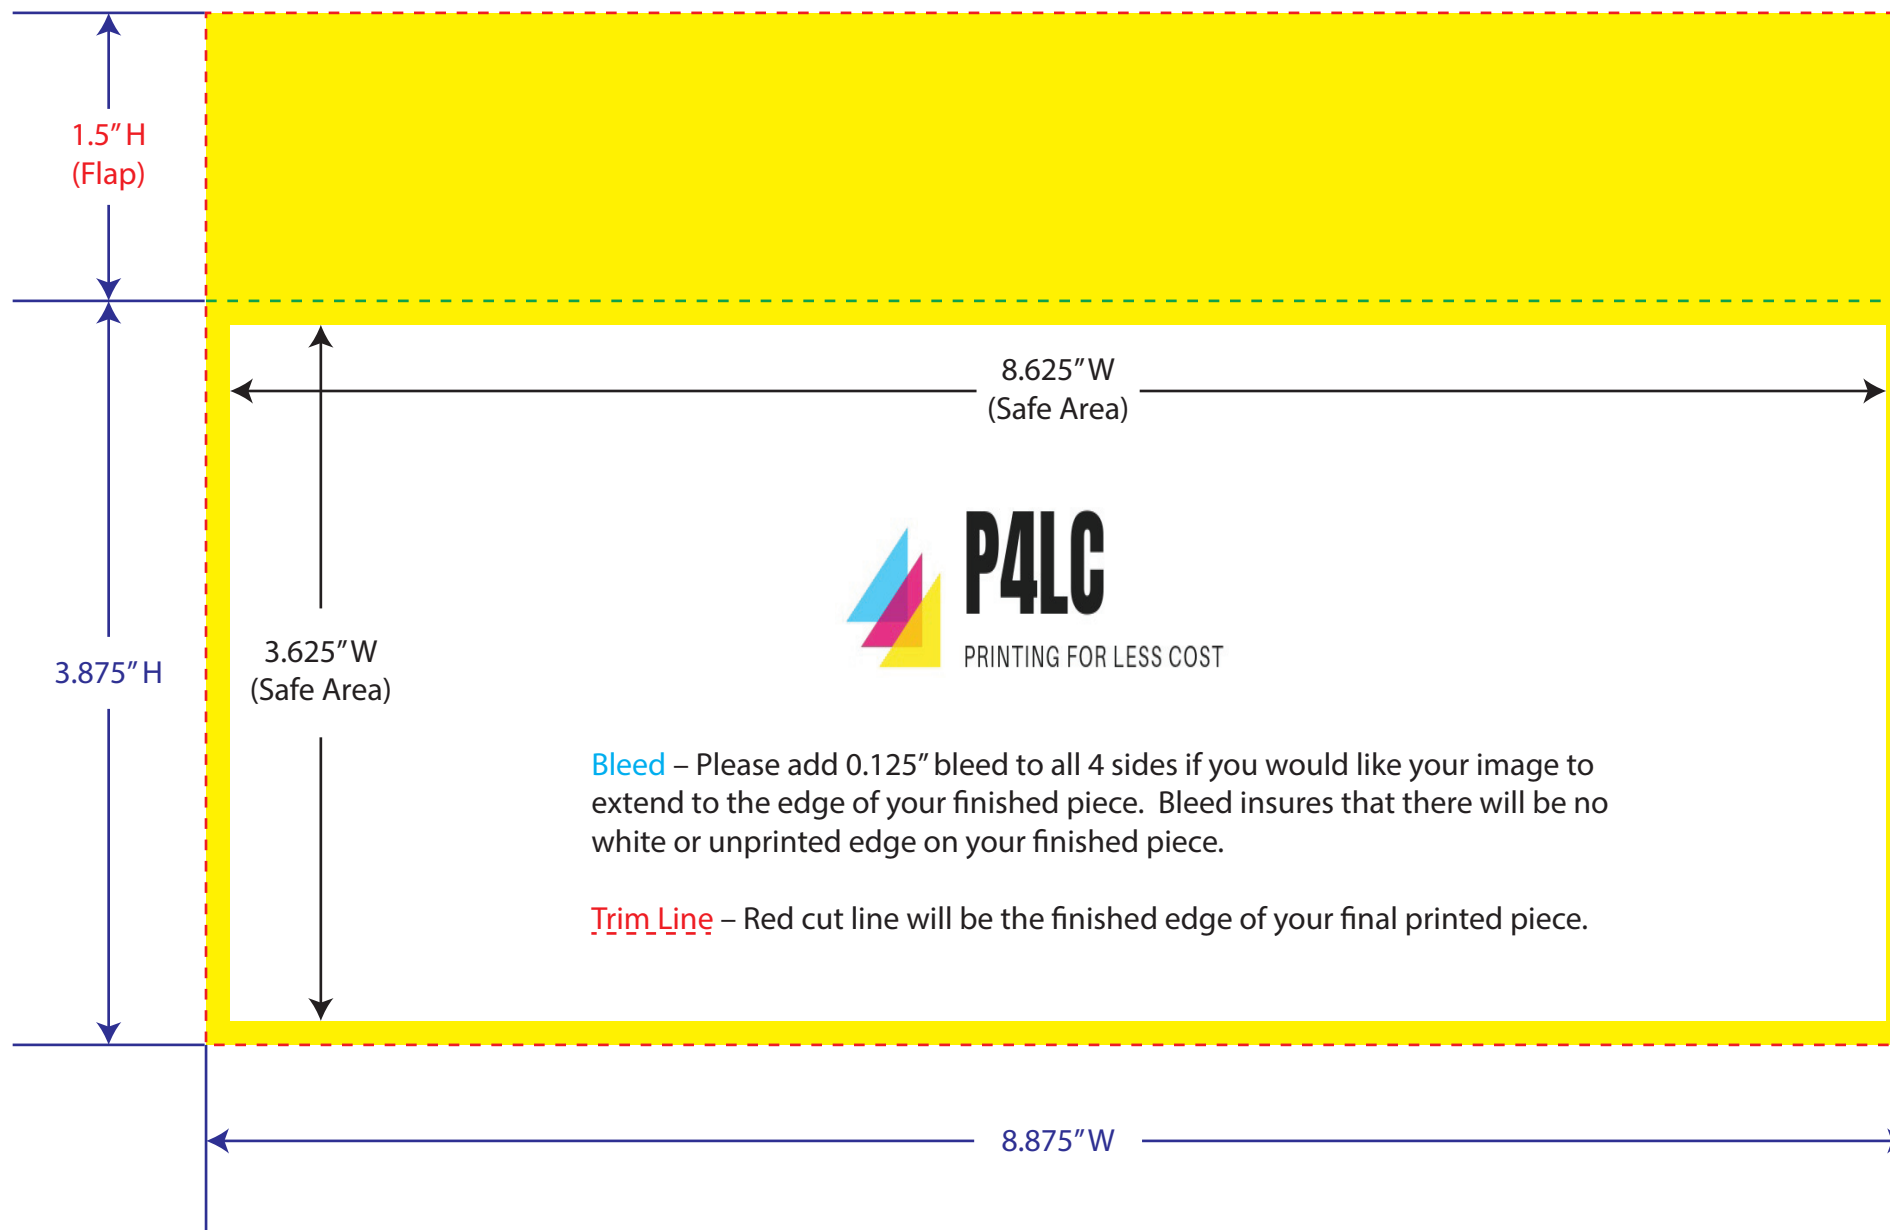 1.5" H
(Flap)
8.625" W
(Safe Area)
P4LC
PRINTING FOR LESS COST
3.875" H
3.625" W
(Safe Area)
Bleed – Please add 0.125" bleed to all 4 sides if you would like your image to
extend to the edge of your finished piece.  Bleed insures that there will be no
white or unprinted edge on your finished piece.
Trim Line – Red cut line will be the finished edge of your final printed piece.
8.875" W